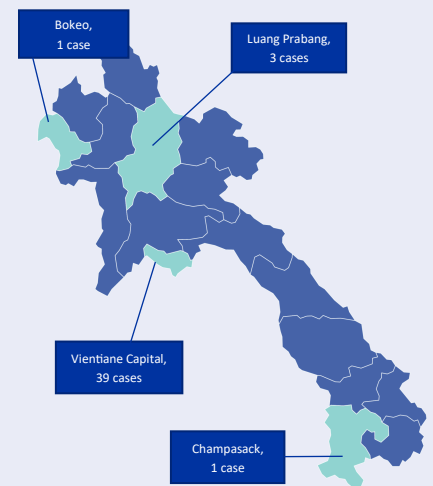 Bokeo,
1 case
Luang Prabang,
3 cases
Vientiane Capital,
39 cases
Champasack,
1 case